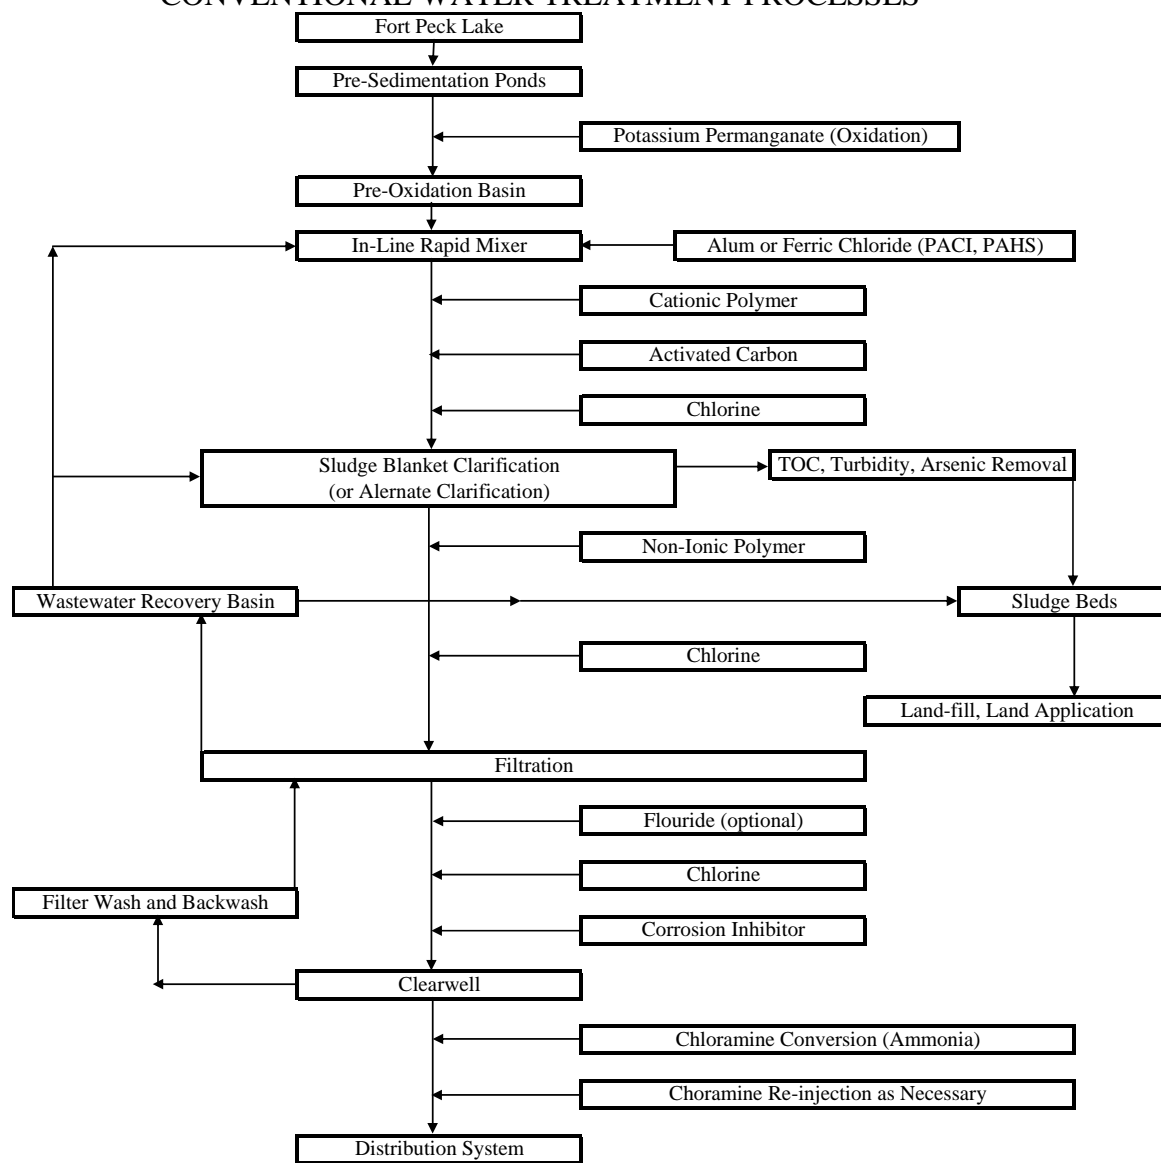 CONVENTIONAL WATER TREATMENT PROCESSES
Fort Peck Lake
Pre-Sedimentation Ponds
Potassium Permanganate (Oxidation)
Pre-Oxidation Basin
In-Line Rapid Mixer
Alum or Ferric Chloride (PACI, PAHS)
Cationic Polymer
Activated Carbon
Chlorine
Sludge Blanket Clarification
(or Alernate Clarification)
TOC, Turbidity, Arsenic Removal
Non-Ionic Polymer
Wastewater Recovery Basin
Sludge Beds
Chlorine
Land-fill, Land Application
Filtration
Flouride (optional)
Chlorine
Filter Wash and Backwash
Corrosion Inhibitor
Clearwell
Chloramine Conversion (Ammonia)
Choramine Re-injection as Necessary
Distribution System